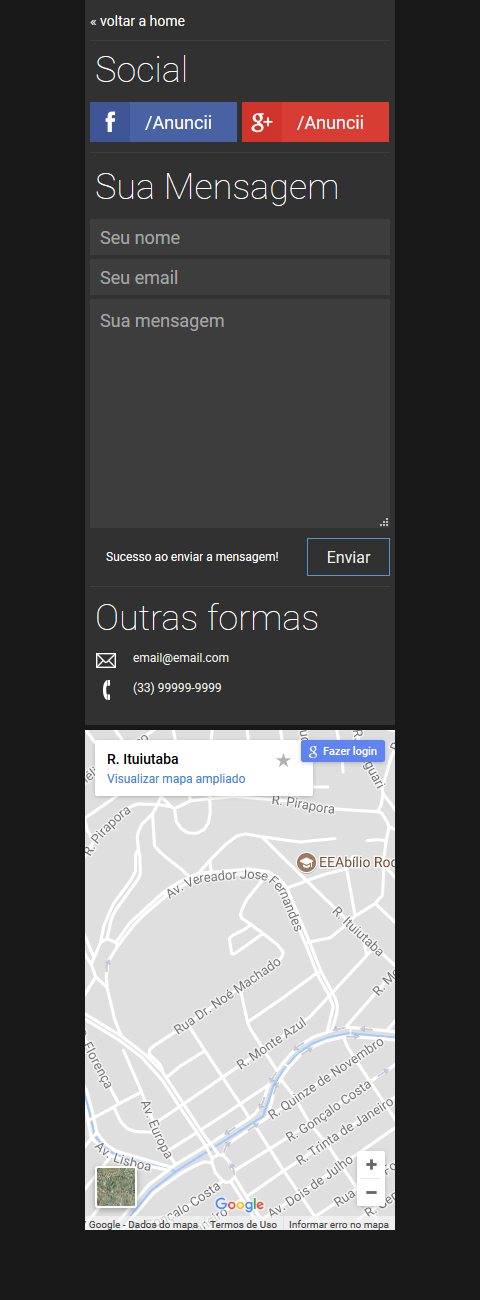 « voltar a home
Social
f /Anuncii
g+ /Anuncii
Sua Mensagem
Seu nome
Seu email
Sua mensagem
Sucesso ao enviar a mensagem!
Enviar
Outras formas
email@email.com
(33) 99999-9999
R. Ituiutaba
Visualizar mapa ampliado
Fazer login
R. Pirapora
R. Pirapora
EEAbílio Roc
Av. Vereador Jose Fernandes
R. Ituiutaba
Rua Dr. Noé Machado
R. Monte Azul
R. Quinze de Novembro
Florença
R. Gonçalo Costa
Av. Europa
R. Trinta de Janeiro
Av. Lisboa
Av. Dois de Julho
Rua
Gonçalo Costa
Google
Google - Dados do mapa
Termos de Uso
Informar erro no mapa